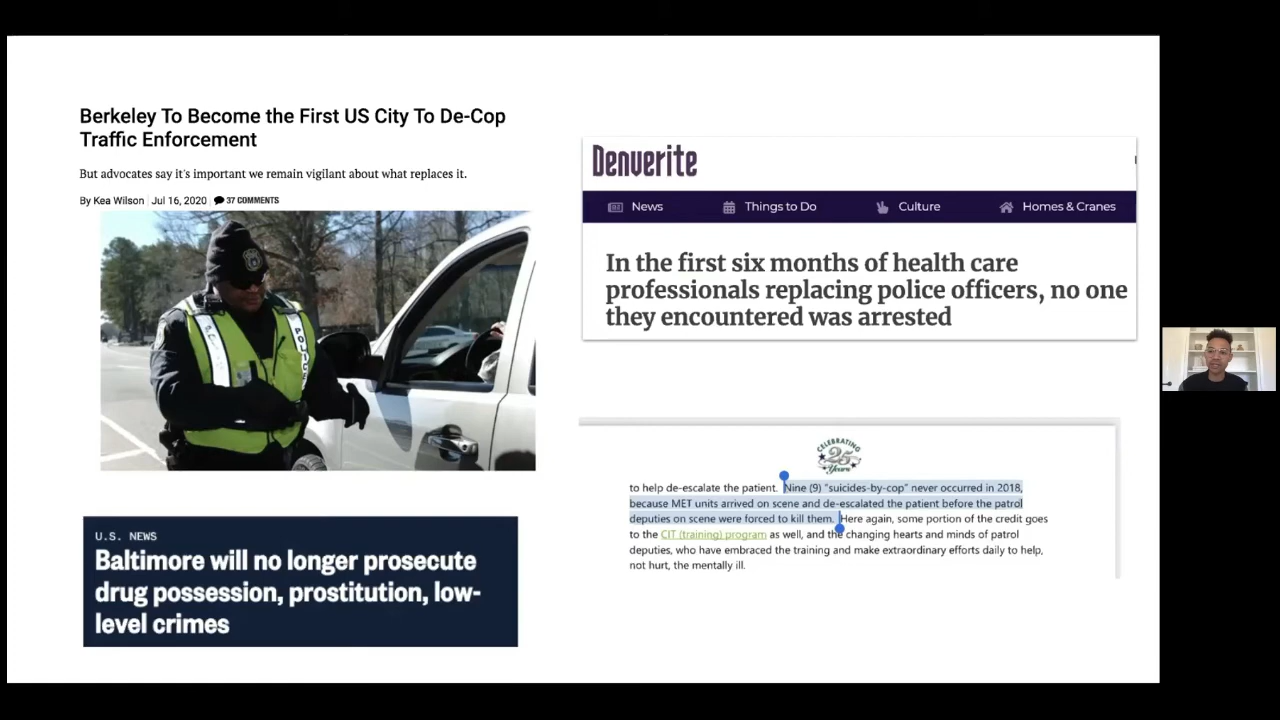 Berkeley To Become the First US City To De-Cop
Traffic Enforcement
But advocates say it's important we remain vigilant about what replaces it.
By Kea Wilson | Jul 16, 2020 37 COMMENTS
POLICE
U.S. NEWS
Baltimore will no longer prosecute
drug possession, prostitution, low-
level crimes
Denverite
News Things to Do Culture Homes & Cranes
In the first six months of health care
professionals replacing police officers, no one
they encountered was arrested
CELEBRATING
25
Years
to help de-escalate the patient. Nine (9) "suicides-by-cop" never occurred in 2018,
because MET units arrived on scene and de-escalated the patient before the patrol
deputies on scene were forced to kill them. Here again, some portion of the credit goes
to the CIT (training) program as well, and the changing hearts and minds of patrol
deputies, who have embraced the training and make extraordinary efforts daily to help,
not hurt, the mentally ill.